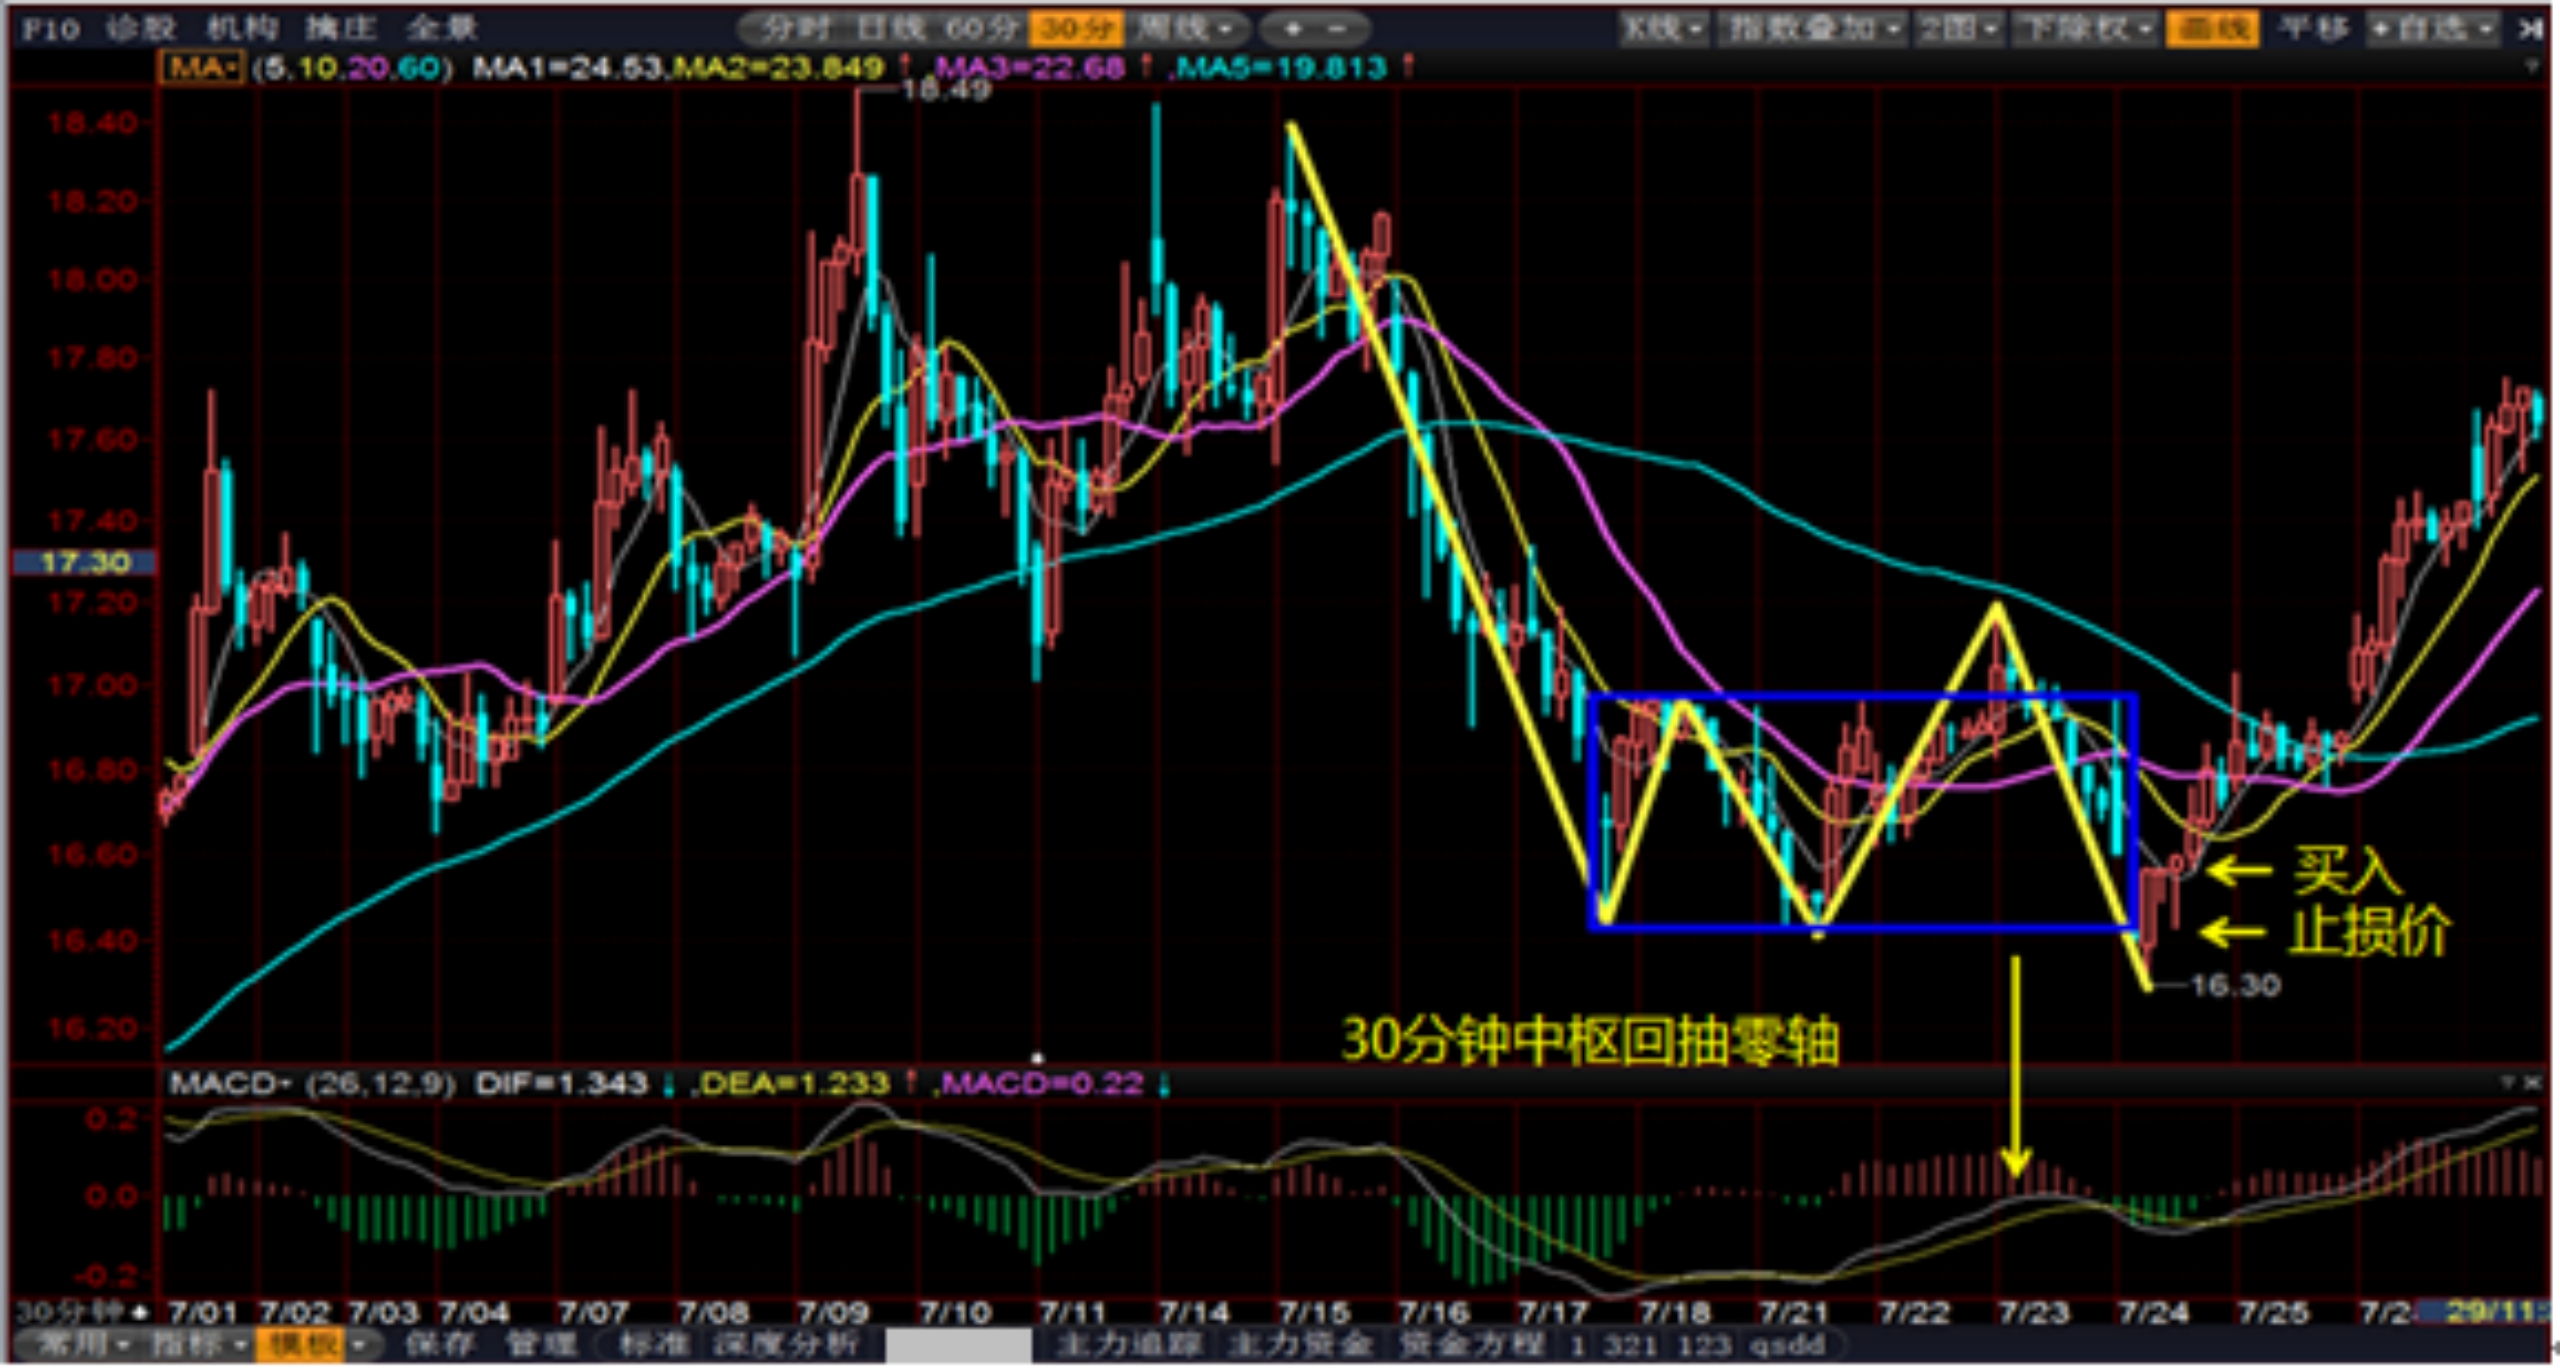 F10 诊股 机构 擒庄 全景 分时 日线 60分 30分 周线 + - K线 指数叠加 2图 下除权 画线 平移 +自选
MA (5,10,20,60) MA1=24.53,MA2=23.849↑,MA3=22.68↑,MA5=19.813↑
18.49
18.40
18.20
18.00
17.80
17.60
17.40
17.30
17.20
17.00
16.80
16.60
买入
16.40
止损价
16.30
16.20
30分钟中枢回抽零轴
MACD (26,12,9) DIF=1.343↓,DEA=1.233↑,MACD=0.22↓
0.2
0.0
-0.2
30分钟 7/01 7/02 7/03 7/04 7/07 7/08 7/09 7/10 7/11 7/14 7/15 7/16 7/17 7/18 7/21 7/22 7/23 7/24 7/25 7/2 29/11:
常用 指标 模板 保存 管理 标准 深度分析 主力追踪 主力资金 资金方程 1 321 123 qsdd